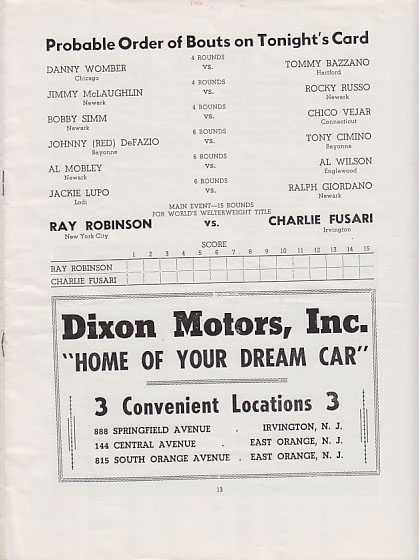 Probable Order of Bouts on Tonight's Card
4 ROUNDS
DANNY WOMBER vs. TOMMY BAZZANO
Chicago Hartford
4 ROUNDS
JIMMY McLAUGHLIN vs. ROCKY RUSSO
Newark Newark
4 ROUNDS
BOBBY SIMM vs. CHICO VEJAR
Newark Connecticut
6 ROUNDS
JOHNNY (RED) DeFAZIO vs. TONY CIMINO
Bayonne Bayonne
6 ROUNDS
AL MOBLEY vs. AL WILSON
Newark Englewood
6 ROUNDS
JACKIE LUPO vs. RALPH GIORDANO
Lodi Newark
MAIN EVENT—15 ROUNDS
FOR WORLD'S WELTERWEIGHT TITLE
RAY ROBINSON vs. CHARLIE FUSARI
New York City Irvington
SCORE
1 2 3 4 5 6 7 8 9 10 11 12 13 14 15
RAY ROBINSON
CHARLIE FUSARI
Dixon Motors, Inc.
"HOME OF YOUR DREAM CAR"
3 Convenient Locations 3
888 SPRINGFIELD AVENUE . IRVINGTON, N. J.
144 CENTRAL AVENUE . EAST ORANGE, N. J.
815 SOUTH ORANGE AVENUE . EAST ORANGE, N. J.
13